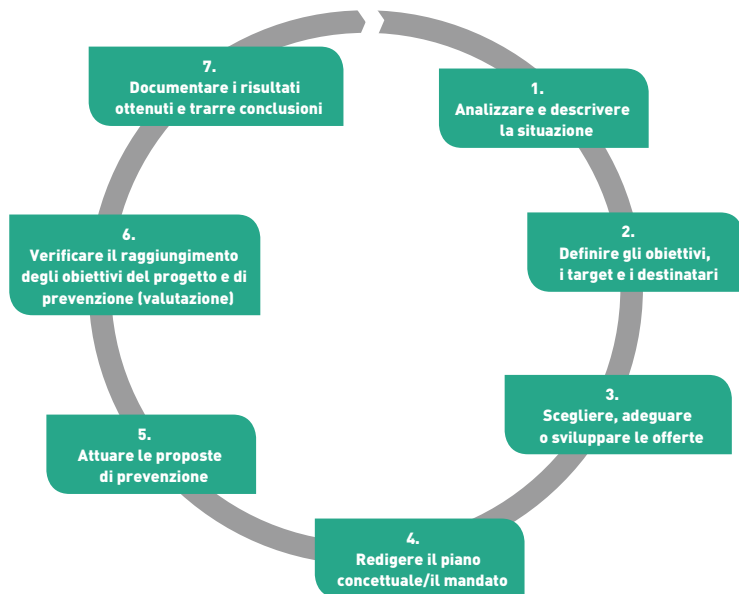 1.
Analizzare e descrivere
la situazione
2.
Definire gli obiettivi,
i target e i destinatari
3.
Scegliere, adeguare
o sviluppare le offerte
4.
Redigere il piano
concettuale/il mandato
5.
Attuare le proposte
di prevenzione
6.
Verificare il raggiungimento
degli obiettivi del progetto e di
prevenzione (valutazione)
7.
Documentare i risultati
ottenuti e trarre conclusioni